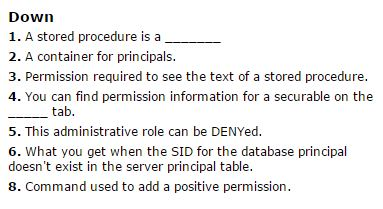 Down
1. A stored procedure is a _______
2. A container for principals.
3. Permission required to see the text of a stored procedure.
4. You can find permission information for a securable on the
_____ tab.
5. This administrative role can be DENYed.
6. What you get when the SID for the database principal
doesn't exist in the server principal table.
8. Command used to add a positive permission.